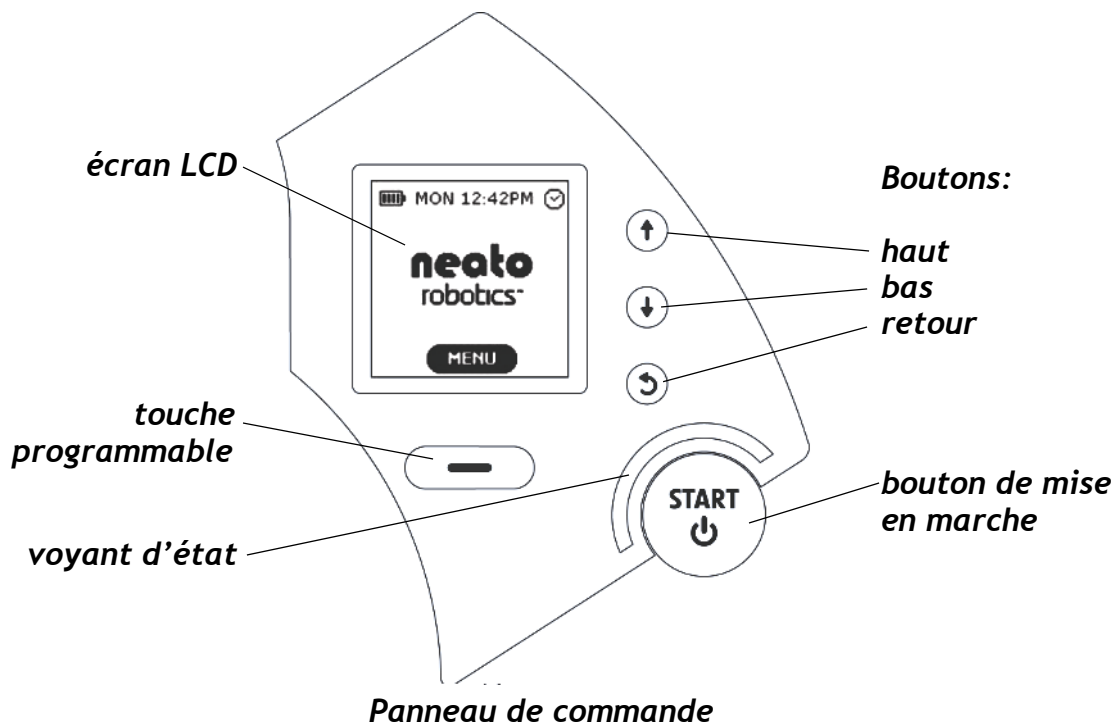 écran LCD
MON 12:42PM
neato
robotics™
MENU
touche
programmable
voyant d’état
Boutons:
haut
bas
retour
START
bouton de mise
en marche
Panneau de commande